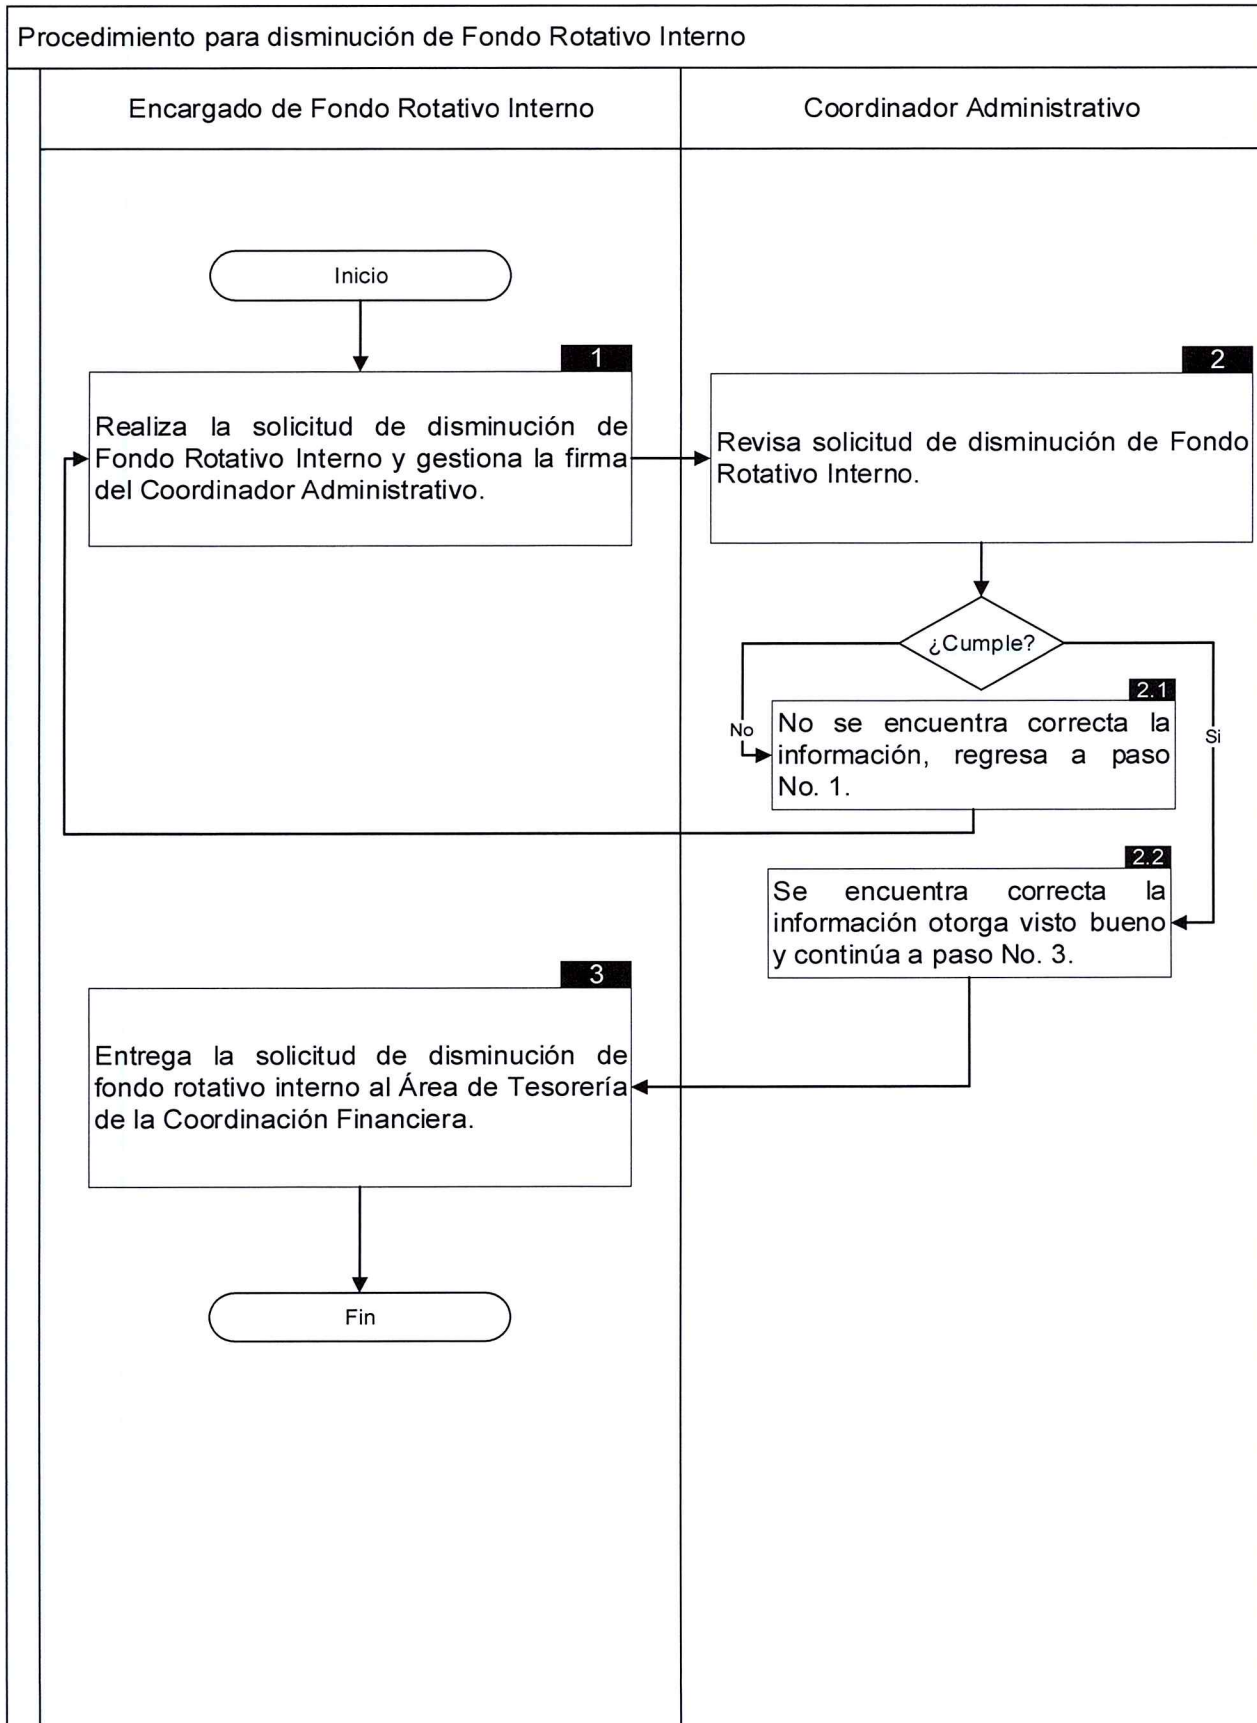 Procedimiento para disminución de Fondo Rotativo Interno
Encargado de Fondo Rotativo Interno
Coordinador Administrativo
Inicio
1
Realiza la solicitud de disminución de
Fondo Rotativo Interno y gestiona la firma
del Coordinador Administrativo.
2
Revisa solicitud de disminución de Fondo
Rotativo Interno.
¿Cumple?
No
2.1
No se encuentra correcta la
información, regresa a paso
No. 1.
Si
2.2
Se encuentra correcta la
información otorga visto bueno
y continúa a paso No. 3.
3
Entrega la solicitud de disminución de
fondo rotativo interno al Área de Tesorería
de la Coordinación Financiera.
Fin